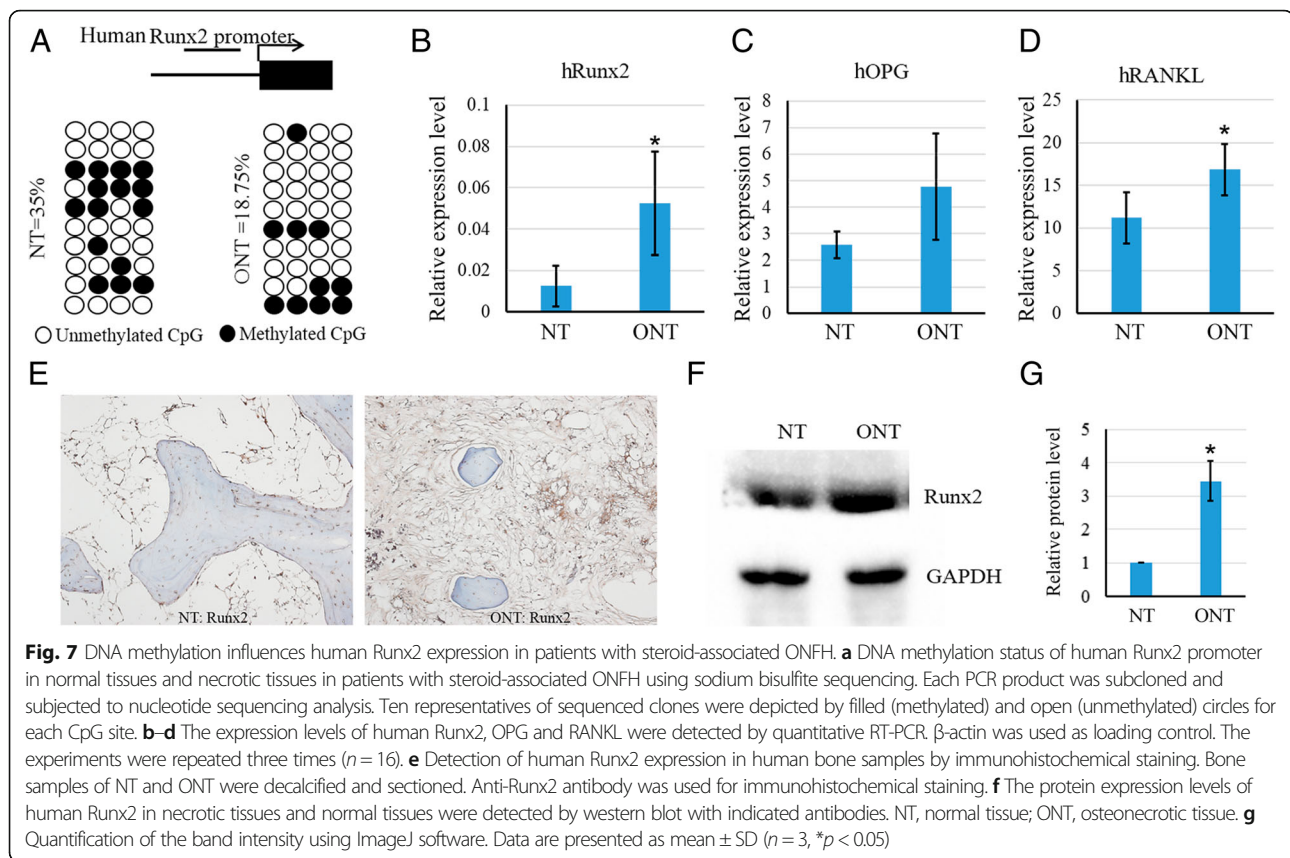 A
Human Runx2 promoter
NT=35%
ONT =18.75%
Unmethylated CpG
Methylated CpG
B
hRunx2
Relative expression level
0.1
0.08
0.06
0.04
0.02
0
*
NT
ONT
C
hOPG
Relative expression level
8
7
6
5
4
3
2
1
0
NT
ONT
D
hRANKL
Relative expression level
25
20
15
10
5
0
*
NT
ONT
E
NT: Runx2
ONT: Runx2
F
NT
ONT
Runx2
GAPDH
G
Relative protein level
5
4
3
2
1
0
*
NT
ONT
Fig. 7 DNA methylation influences human Runx2 expression in patients with steroid-associated ONFH. a DNA methylation status of human Runx2 promoter
in normal tissues and necrotic tissues in patients with steroid-associated ONFH using sodium bisulfite sequencing. Each PCR product was subcloned and
subjected to nucleotide sequencing analysis. Ten representatives of sequenced clones were depicted by filled (methylated) and open (unmethylated) circles for
each CpG site. b–d The expression levels of human Runx2, OPG and RANKL were detected by quantitative RT-PCR. β-actin was used as loading control. The
experiments were repeated three times (n = 16). e Detection of human Runx2 expression in human bone samples by immunohistochemical staining. Bone
samples of NT and ONT were decalcified and sectioned. Anti-Runx2 antibody was used for immunohistochemical staining. f The protein expression levels of
human Runx2 in necrotic tissues and normal tissues were detected by western blot with indicated antibodies. NT, normal tissue; ONT, osteonecrotic tissue. g
Quantification of the band intensity using ImageJ software. Data are presented as mean ± SD (n = 3, *p < 0.05)